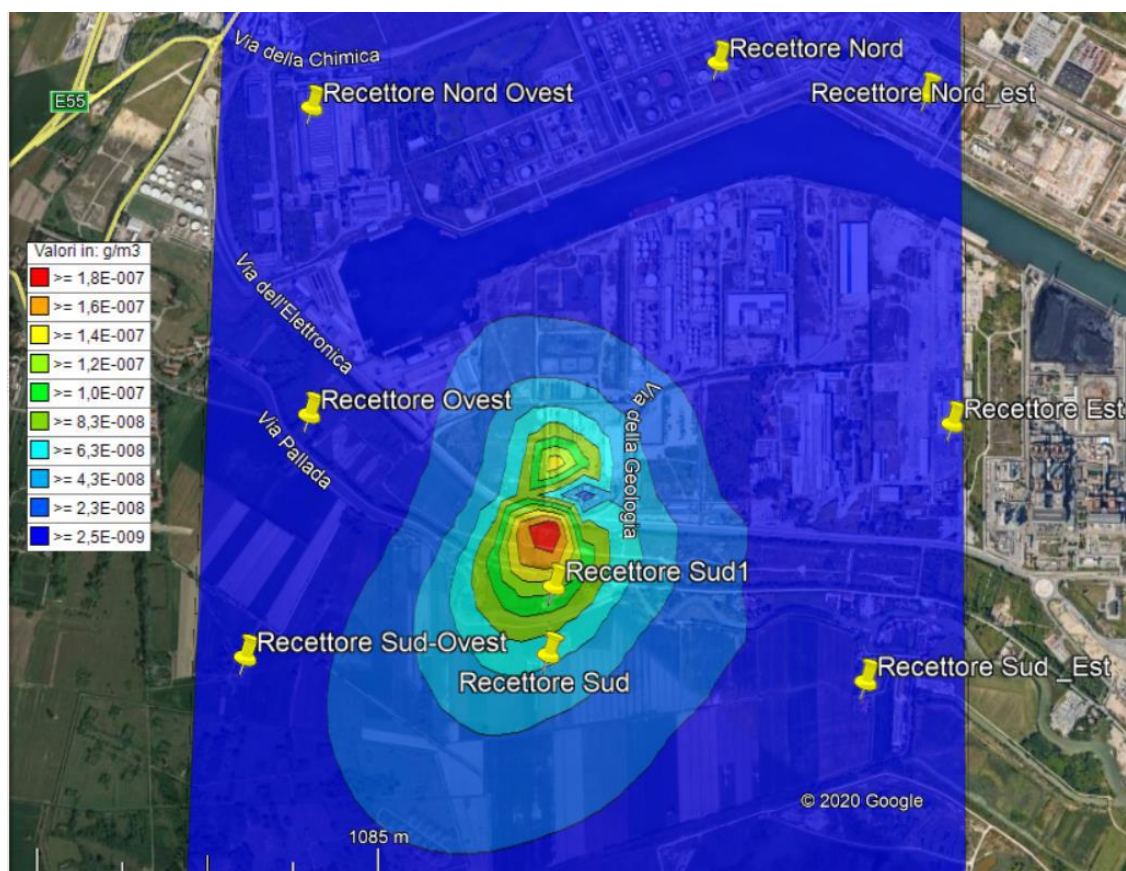 Via della Chimica
Recettore Nord
E55
Recettore Nord Ovest
Recettore Nord_est
Valori in: g/m3
>= 1,8E-007
>= 1,6E-007
>= 1,4E-007
>= 1,2E-007
>= 1,0E-007
>= 8,3E-008
>= 6,3E-008
>= 4,3E-008
>= 2,3E-008
>= 2,5E-009
Via dell'Elettronica
Recettore Ovest
Via Pallada
Via della Geologia
Recettore Est
Recettore Sud1
Recettore Sud-Ovest
Recettore Sud
Recettore Sud _Est
© 2020 Google
1085 m